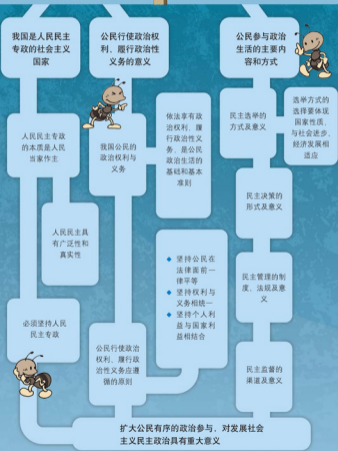 我国是人民民主
专政的社会主义
国家
人民民主专政
的本质是人民
当家作主
人民民主具
有广泛性和
真实性
必须坚持人民
民主专政
公民行使政治权
利、履行政治性
义务的意义
我国公民的
政治权利与
义务
依法享有政
治权利、履
行政治性义
务，是公民
政治生活的
基础和基本
准则
公民行使政治
权利、履行政
治性义务应遵
循的原则
坚持公民在
法律面前一
律平等
坚持权利与
义务相统一
坚持个人利
益与国家利
益相结合
公民参与政治
生活的主要内
容和方式
民主选举的
方式及意义
选举方式的
选择要体现
国家性质、
与社会进步、
经济发展相
适应
民主决策的
形式及意义
民主管理的制
度、法规及意
义
民主监督的
渠道及意义
扩大公民有序的政治参与，对发展社会
主义民主政治具有重大意义